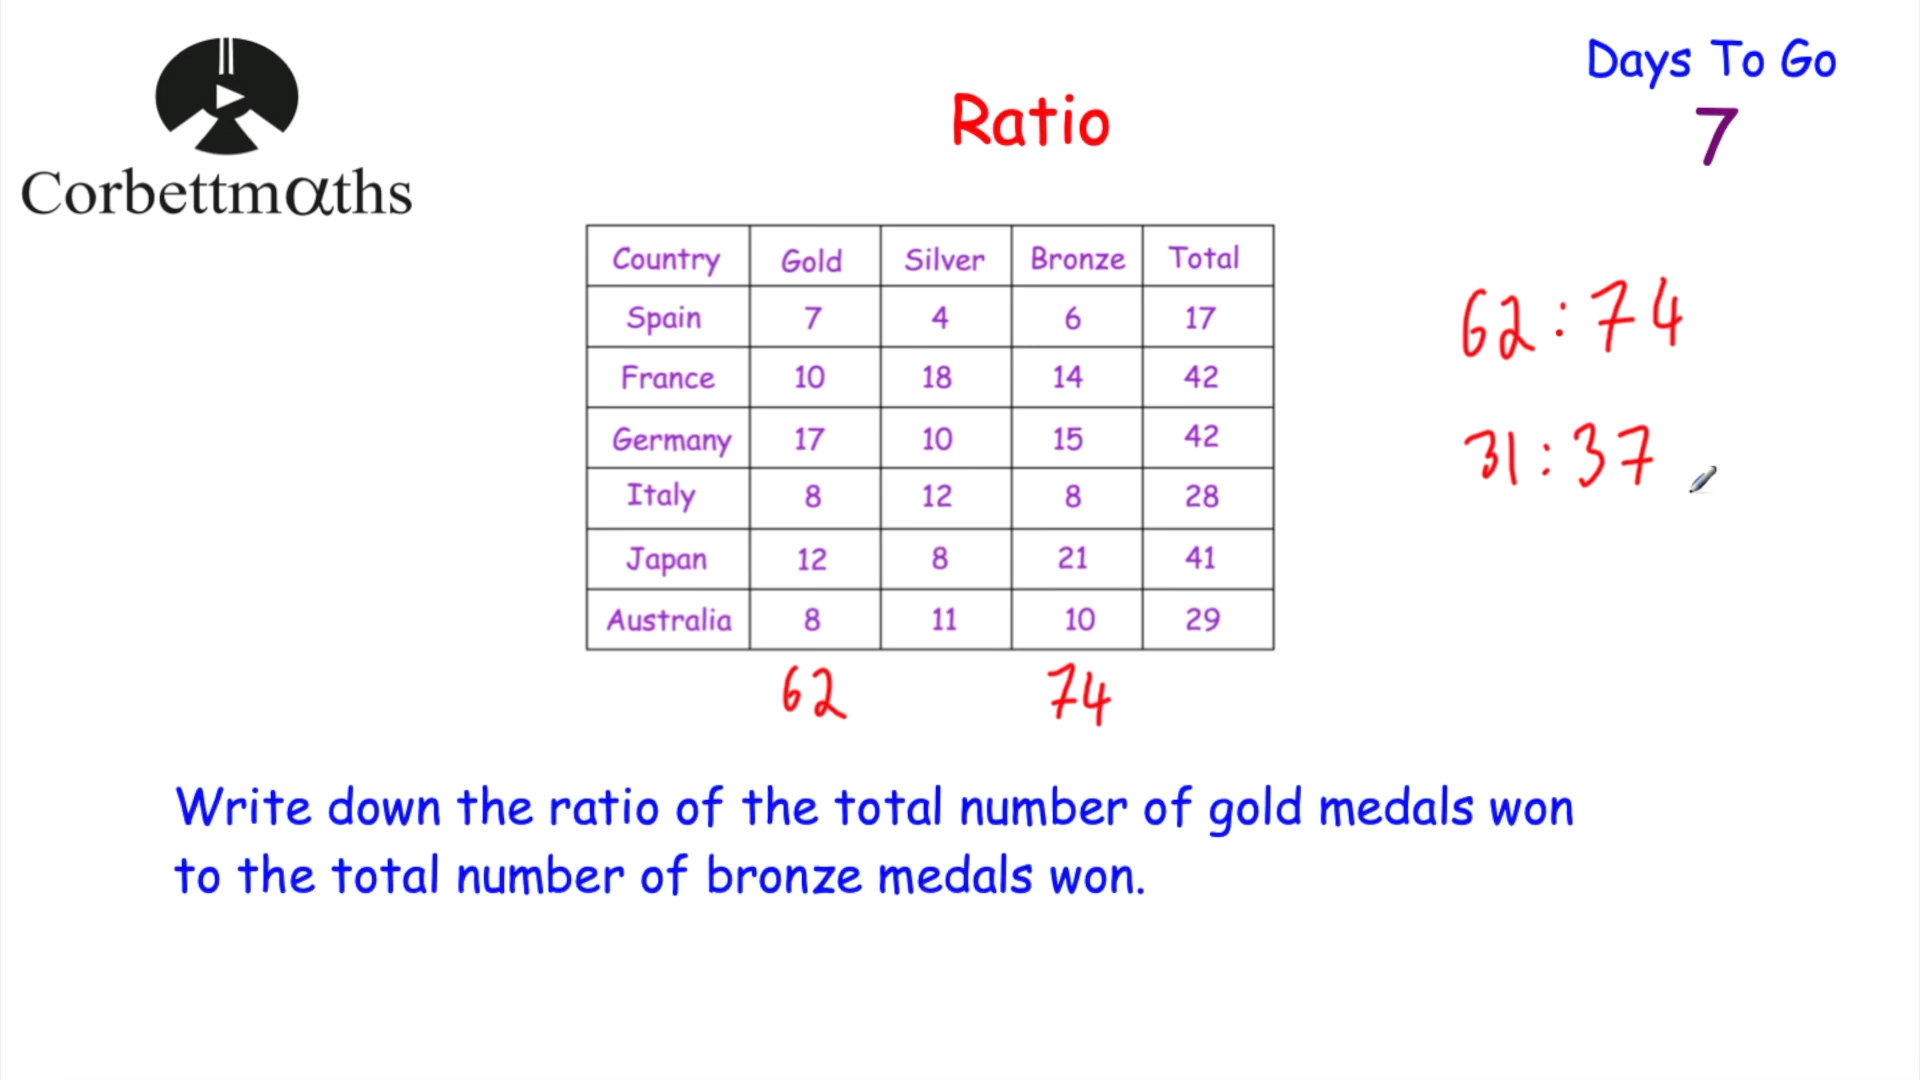 Corbettmαths
Ratio
Days To Go
7
Country Gold Silver Bronze Total
Spain 7 4 6 17
France 10 18 14 42
Germany 17 10 15 42
Italy 8 12 8 28
Japan 12 8 21 41
Australia 8 11 10 29
62 74
62:74
31:37
Write down the ratio of the total number of gold medals won
to the total number of bronze medals won.